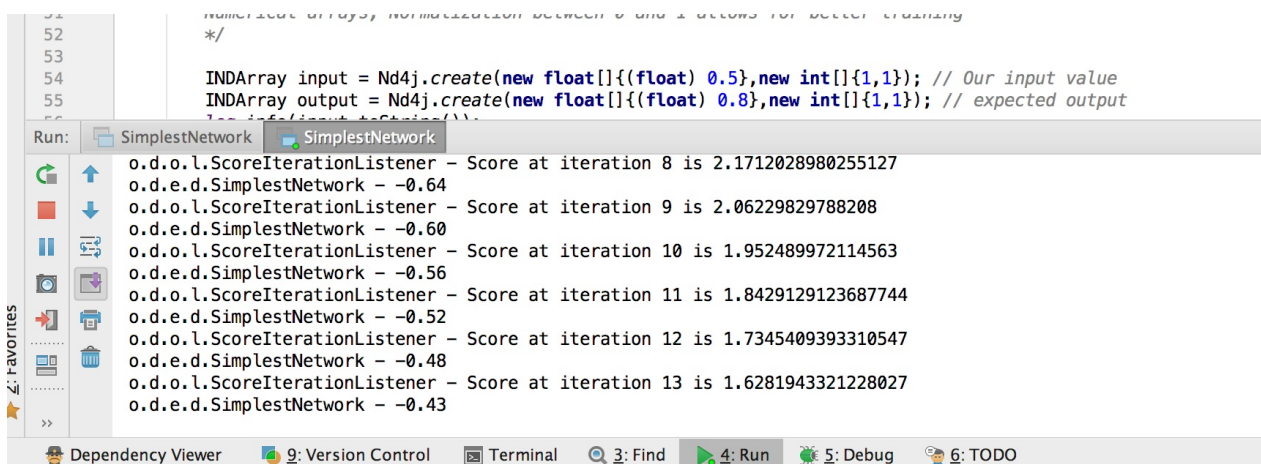 52 */
53
54 INDArray input = Nd4j.create(new float[]{(float) 0.5},new int[]{1,1}); // Our input value
55 INDArray output = Nd4j.create(new float[]{(float) 0.8},new int[]{1,1}); // expected output
Run: SimplestNetwork SimplestNetwork
o.d.o.l.ScoreIterationListener – Score at iteration 8 is 2.1712028980255127
o.d.e.d.SimplestNetwork – –0.64
o.d.o.l.ScoreIterationListener – Score at iteration 9 is 2.06229829788208
o.d.e.d.SimplestNetwork – –0.60
o.d.o.l.ScoreIterationListener – Score at iteration 10 is 1.952489972114563
o.d.e.d.SimplestNetwork – –0.56
o.d.o.l.ScoreIterationListener – Score at iteration 11 is 1.8429129123687744
o.d.e.d.SimplestNetwork – –0.52
o.d.o.l.ScoreIterationListener – Score at iteration 12 is 1.7345409393310547
o.d.e.d.SimplestNetwork – –0.48
o.d.o.l.ScoreIterationListener – Score at iteration 13 is 1.6281943321228027
o.d.e.d.SimplestNetwork – –0.43
2: Favorites
>>
Dependency Viewer 9: Version Control Terminal 3: Find 4: Run 5: Debug 6: TODO